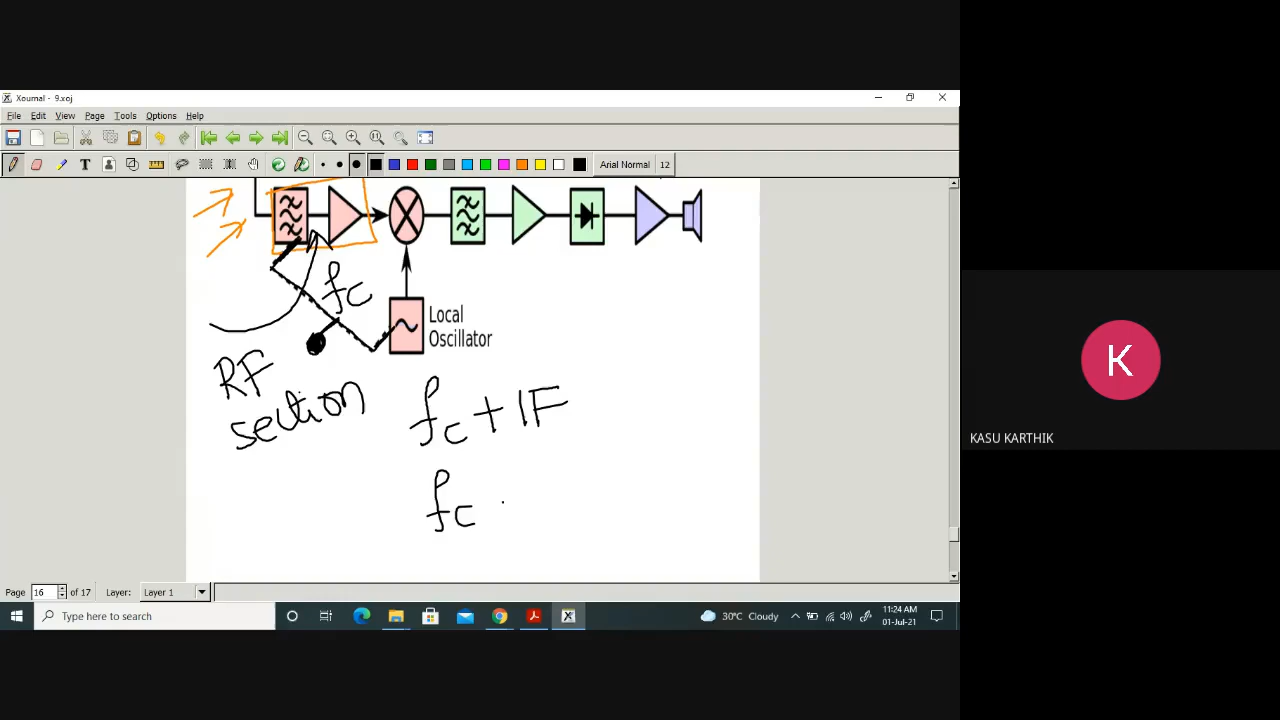 Xournal - 9.xoj
File Edit View Page Tools Options Help
Arial Normal 12
fc
Local
Oscillator
RF
section
fc + IF
fc
KASU KARTHIK
K
Page 16 of 17 Layer: Layer 1
Type here to search
30°C Cloudy
11:24 AM
01-Jul-21